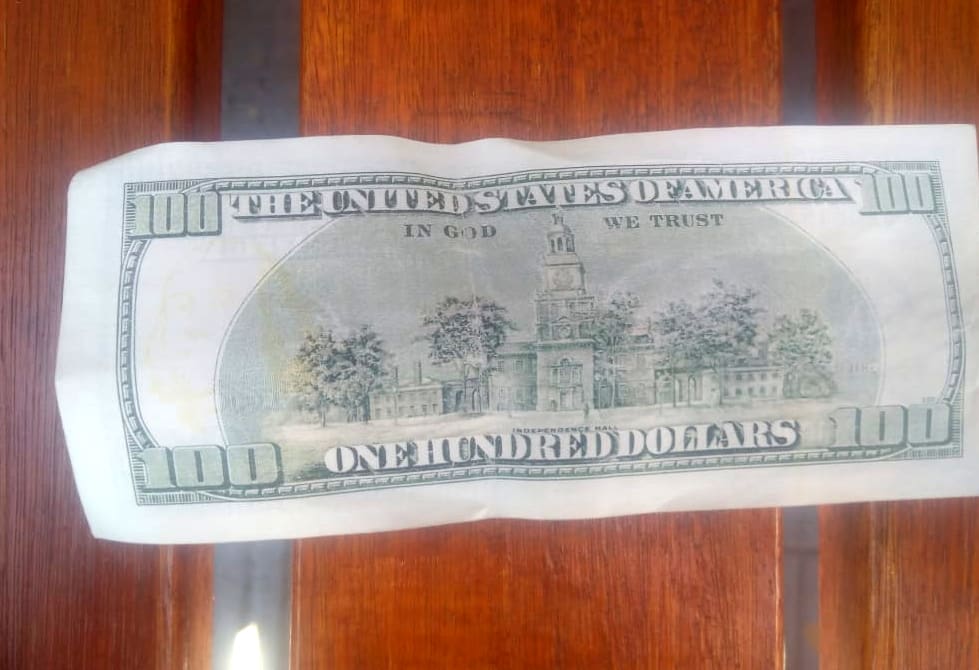 100 THE UNITED STATES OF AMERICA 100
IN GOD WE TRUST
INDEPENDENCE HALL
100 ONE HUNDRED DOLLARS 100